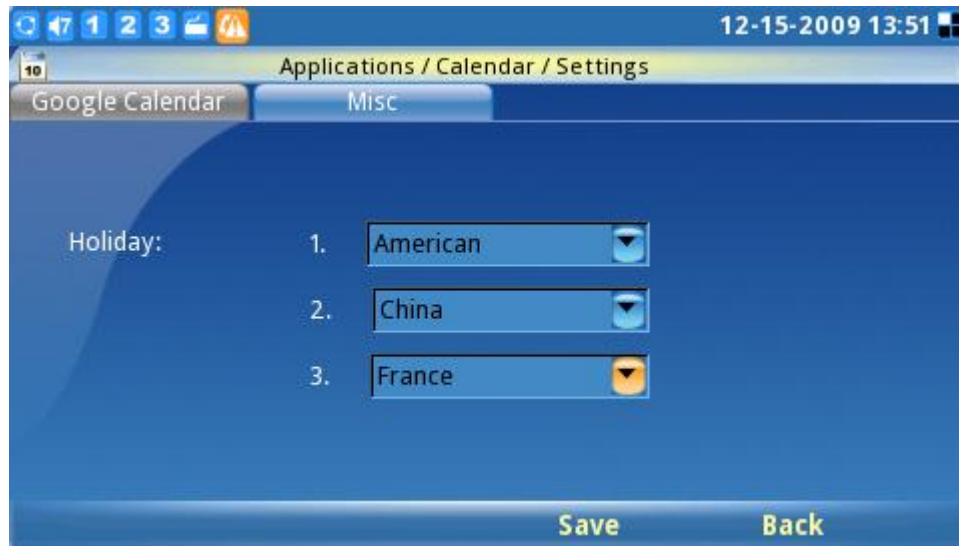 7 1 2 3 12-15-2009 13:51
10 Applications / Calendar / Settings
Google Calendar Misc
Holiday: 1. American
2. China
3. France
Save Back